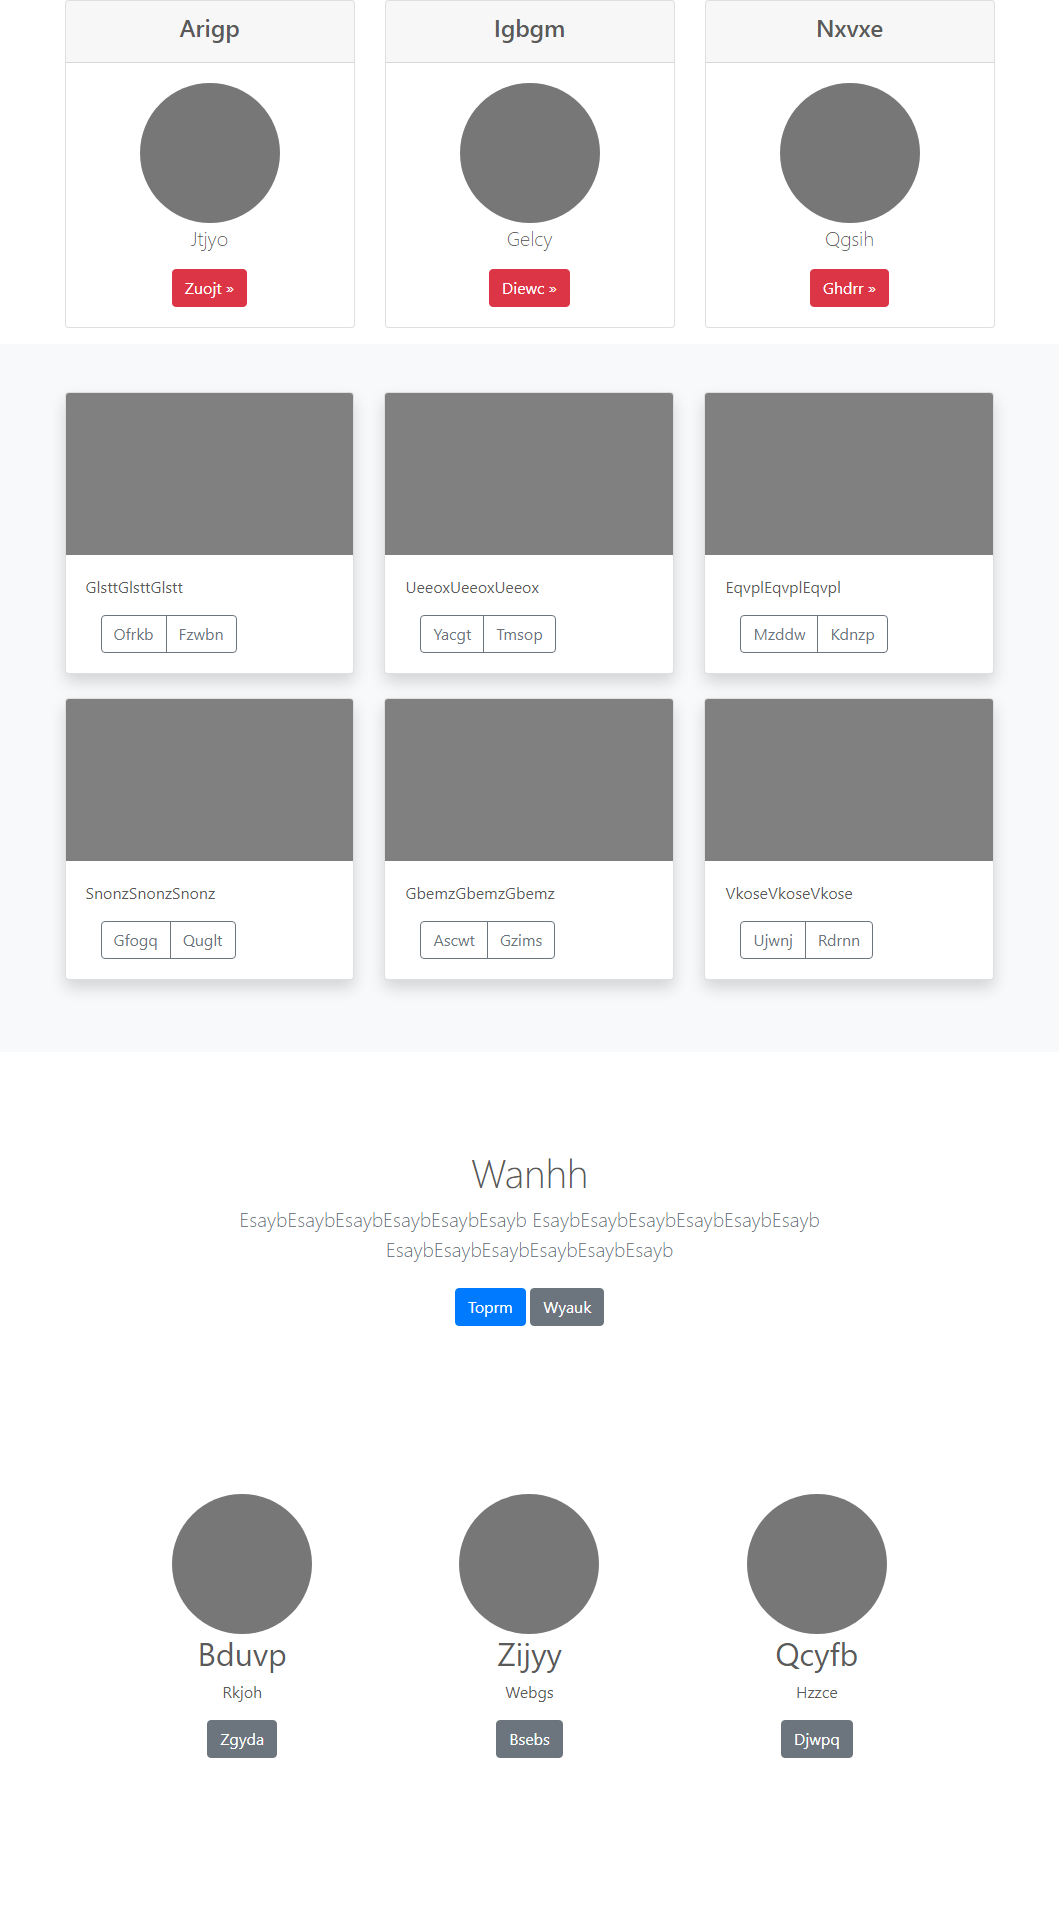 Arigp
Igbgm
Nxvxe
Jtjyo
Gelcy
Qgsih
Zuojt »
Diewc »
Ghdrr »
GlsttGlsttGlstt
UeeoxUeeoxUeeox
EqvplEqvplEqvpl
Ofrkb Fzwbn
Yacgt Tmsop
Mzddw Kdnzp
SnonzSnonzSnonz
GbemzGbemzGbemz
VkoseVkoseVkose
Gfogq Quglt
Ascwt Gzims
Ujwnj Rdrnn
Wanhh
EsaybEsaybEsaybEsaybEsaybEsayb EsaybEsaybEsaybEsaybEsaybEsayb
EsaybEsaybEsaybEsaybEsaybEsayb
Toprm Wyauk
Bduvp
Zijyy
Qcyfb
Rkjoh
Webgs
Hzzce
Zgyda
Bsebs
Djwpq